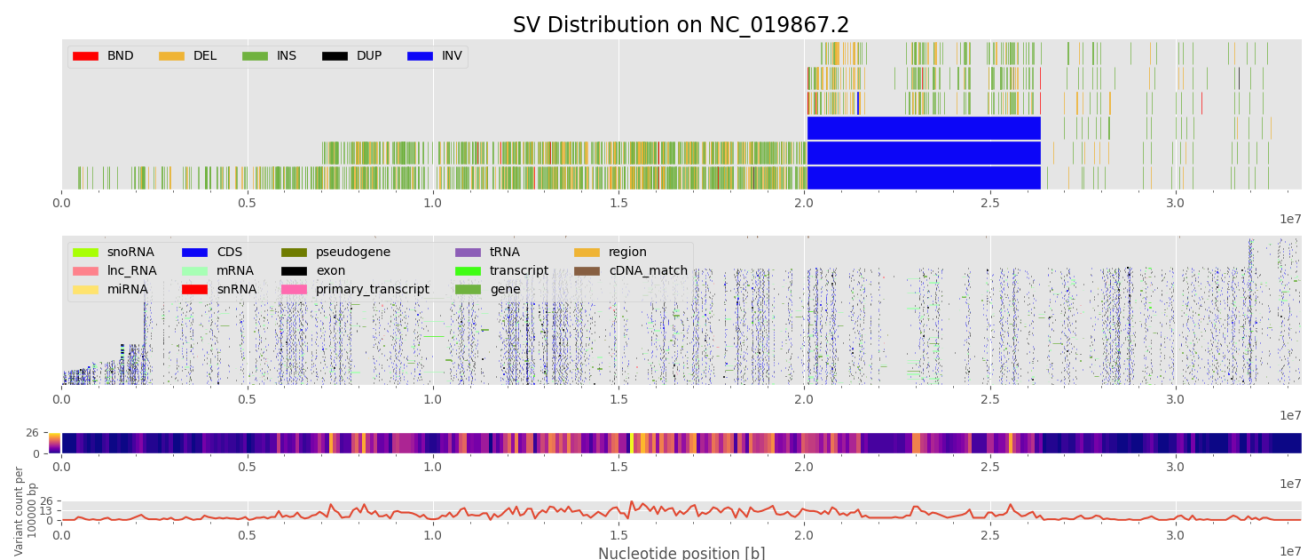 SV Distribution on NC_019867.2
BND DEL INS DUP INV
0.0 0.5 1.0 1.5 2.0 2.5 3.0
1e7
snoRNA CDS pseudogene tRNA region
lnc_RNA mRNA exon transcript cDNA_match
miRNA snRNA primary_transcript gene
0.0 0.5 1.0 1.5 2.0 2.5 3.0
1e7
26
0
0.0 0.5 1.0 1.5 2.0 2.5 3.0
1e7
Variant count per
100000 bp
26
13
0
0.0 0.5 1.0 1.5 2.0 2.5 3.0
Nucleotide position [b]
1e7